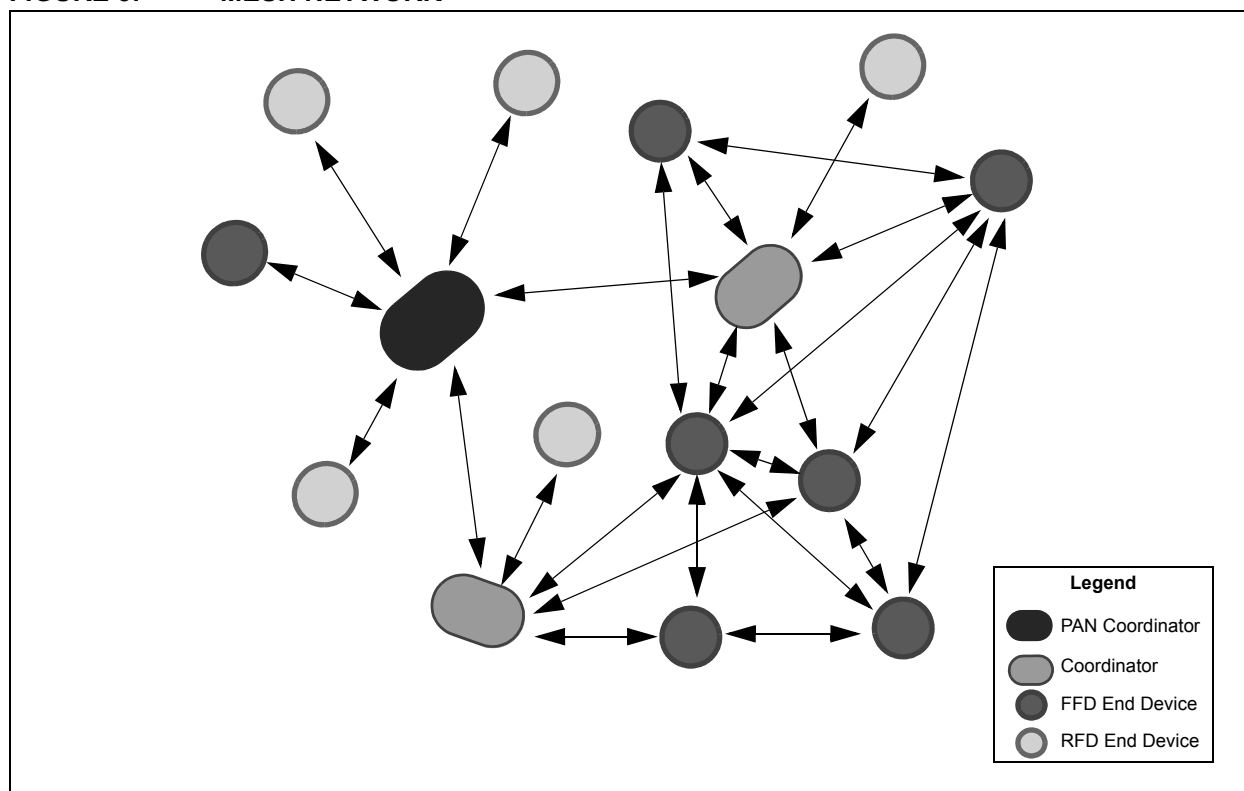 Legend
PAN Coordinator
Coordinator
FFD End Device
RFD End Device